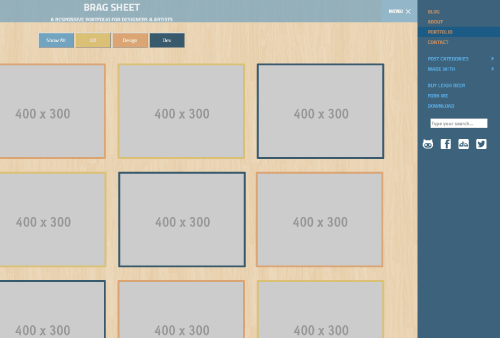 BRAG SHEET
A RESPONSIVE PORTFOLIO FOR DESIGNERS & ARTISTS
MENU
Show All
UX
Design
Dev
400 x 300
400 x 300
400 x 300
400 x 300
400 x 300
400 x 300
400 x 300
400 x 300
400 x 300
BLOG
ABOUT
PORTFOLIO
CONTACT
POST CATEGORIES
MADE WITH
BUY LEIGH BEER
FORK ME
DOWNLOAD
Type your search...